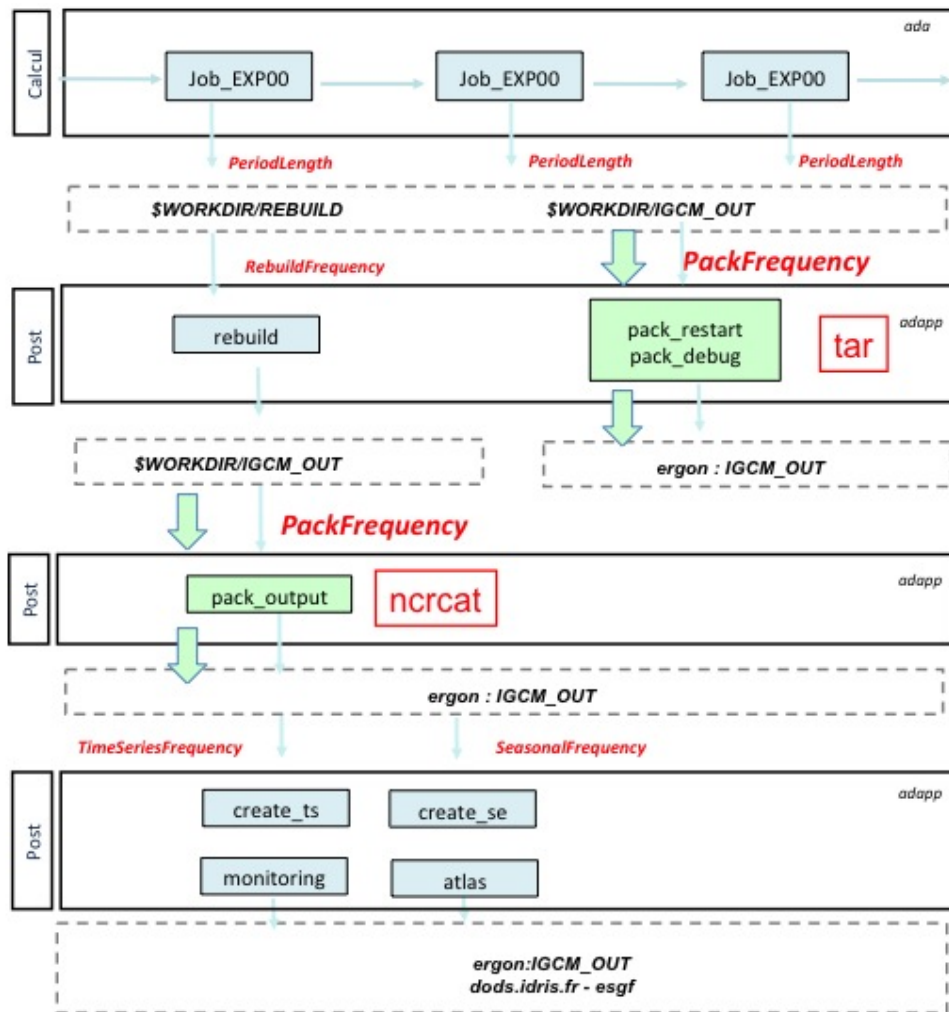 ada
Calcul
Job_EXP00
Job_EXP00
Job_EXP00
PeriodLength
PeriodLength
PeriodLength
$WORKDIR/REBUILD
$WORKDIR/IGCM_OUT
RebuildFrequency
PackFrequency
Post
adapp
rebuild
pack_restart
pack_debug
tar
$WORKDIR/IGCM_OUT
ergon : IGCM_OUT
PackFrequency
Post
adapp
pack_output
ncrcat
ergon : IGCM_OUT
TimeSeriesFrequency
SeasonalFrequency
Post
adapp
create_ts
create_se
monitoring
atlas
ergon:IGCM_OUT
dods.idris.fr - esgf